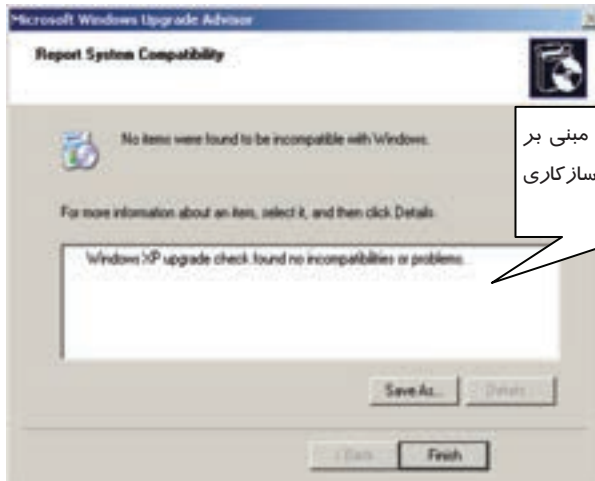 Microsoft Windows Upgrade Advisor
Report System Compatibility
No items were found to be incompatible with Windows.
مبنی بر
سازکاری
For more information about an item, select it, and then click Details.
Windows XP upgrade check found no incompatibilities or problems.
Save As...
Details...
< Back
Finish